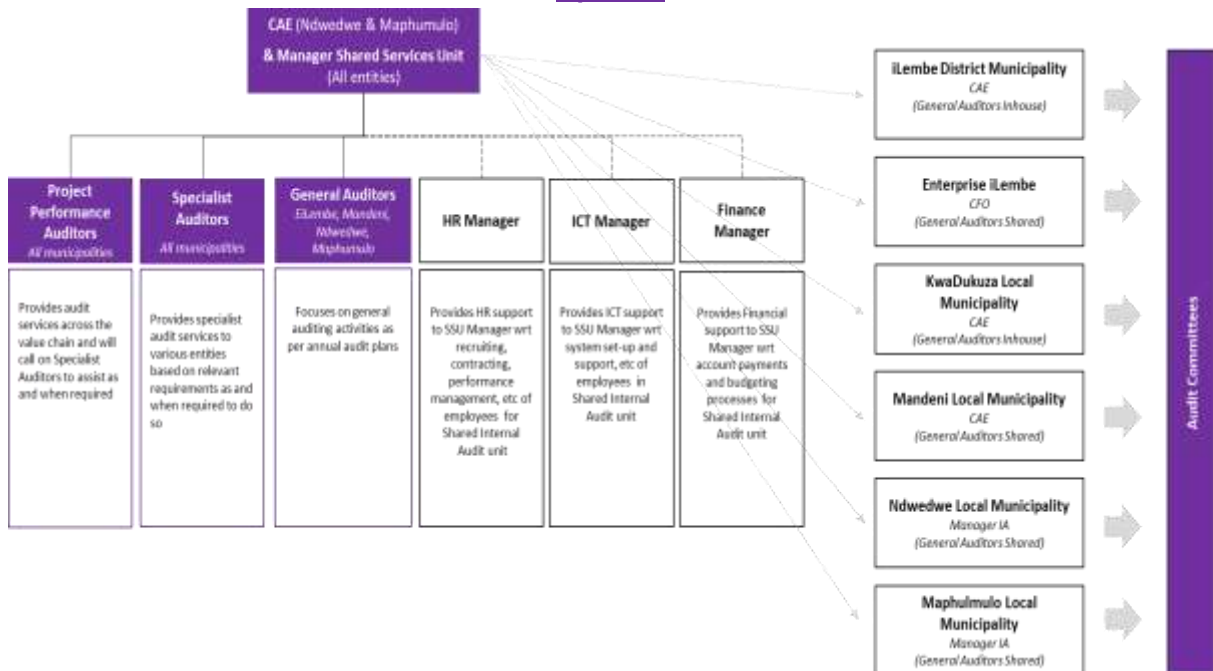 CAE (Ndwedwe & Maphumulo)
& Manager Shared Services Unit
(All entities)
Project
Performance
Auditors
All municipalities
Provides audit
services across the
value chain and will
call on Specialist
Auditors to assist as
and when required
Specialist
Auditors
All municipalities
Provides specialist
audit services to
various entities
based on relevant
requirements as and
when required to do
so
General Auditors
Mandeni,
Ndwedwe,
Maphumulo
Focuses on general
auditing activities as
per annual audit plans
HR Manager
Provides HR support
to SSU Manager wrt
recruiting,
contracting,
performance
management, etc of
employees for
Shared Internal
Audit unit
ICT Manager
Provides ICT support
to SSU Manager wrt
system set-up and
support, etc of
employees in
Shared Internal
Audit unit
Finance
Manager
Provides Financial
support to SSU
Manager wrt
account payments
and budgeting
processes for
Shared Internal
Audit unit
iLembe District Municipality
CAE
(General Auditors Inhouse)
Enterprise iLembe
CFO
(General Auditors Shared)
KwaDukuza Local
Municipality
CAE
(General Auditors Inhouse)
Mandeni Local Municipality
CAE
(General Auditors Shared)
Ndwedwe Local Municipality
Manager IA
(General Auditors Shared)
Maphulmulo Local
Municipality
Manager IA
(General Auditors Shared)
Audit Committees